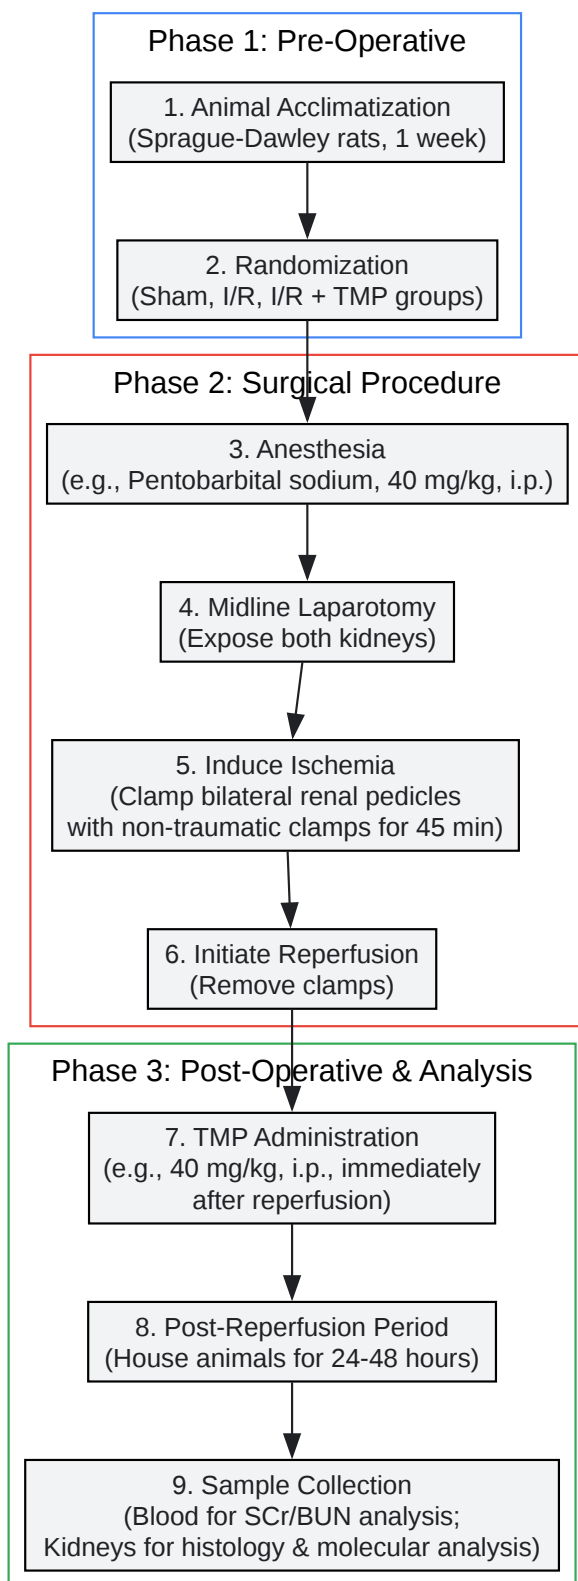 Phase 1: Pre-Operative
1. Animal Acclimatization
(Sprague-Dawley rats, 1 week)
2. Randomization
(Sham, I/R, I/R + TMP groups)
Phase 2: Surgical Procedure
3. Anesthesia
(e.g., Pentobarbital sodium, 40 mg/kg, i.p.)
4. Midline Laparotomy
(Expose both kidneys)
5. Induce Ischemia
(Clamp bilateral renal pedicles
with non-traumatic clamps for 45 min)
6. Initiate Reperfusion
(Remove clamps)
Phase 3: Post-Operative & Analysis
7. TMP Administration
(e.g., 40 mg/kg, i.p., immediately
after reperfusion)
8. Post-Reperfusion Period
(House animals for 24-48 hours)
9. Sample Collection
(Blood for SCr/BUN analysis;
Kidneys for histology & molecular analysis)